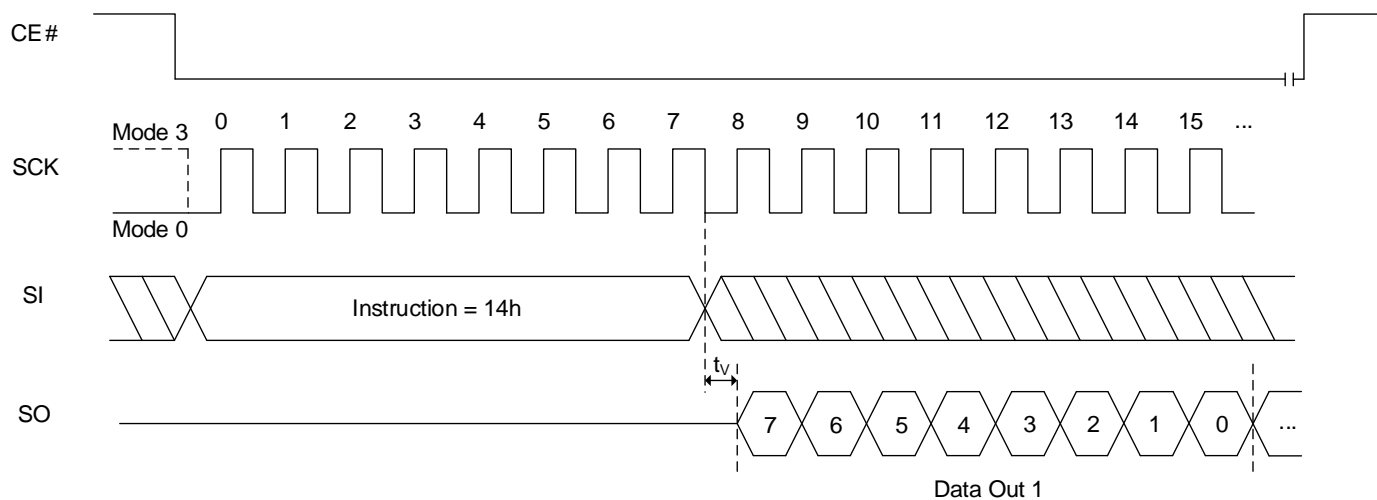 CE#
Mode 3 0 1 2 3 4 5 6 7 8 9 10 11 12 13 14 15 ...
SCK
Mode 0
SI
Instruction = 14h
tV
SO
7 6 5 4 3 2 1 0 ...
Data Out 1